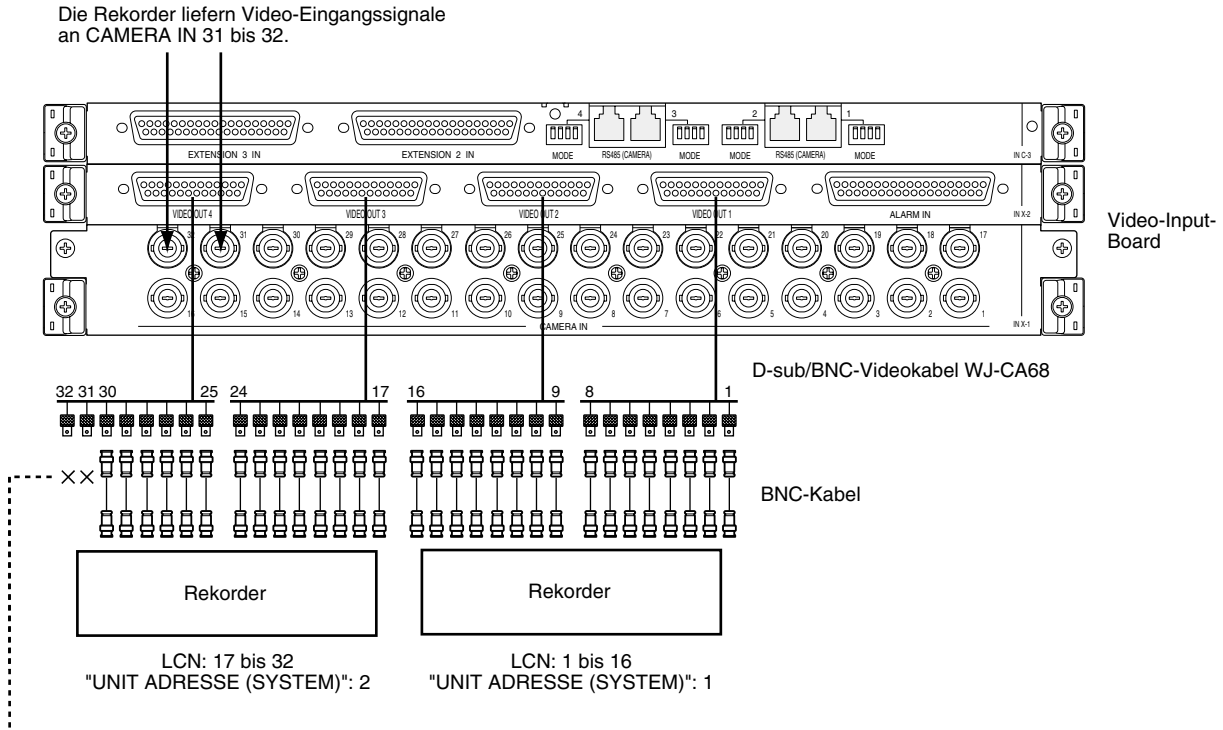 Die Rekorder liefern Video-Eingangssignale
an CAMERA IN 31 bis 32.
4 3 2 1
EXTENSION 3 IN EXTENSION 2 IN MODE RS485 (CAMERA) MODE MODE RS485 (CAMERA) MODE IN C-3
VIDEO OUT 4 VIDEO OUT 3 VIDEO OUT 2 VIDEO OUT 1 ALARM IN IN X-2
Video-Input-
Board
32 31 30 29 28 27 26 25 24 23 22 21 20 19 18 17
16 15 14 13 12 11 10 9 8 7 6 5 4 3 2 1
CAMERA IN IN X-1
D-sub/BNC-Videokabel WJ-CA68
32 31 30 25 24 17 16 9 8 1
BNC-Kabel
Rekorder Rekorder
LCN: 17 bis 32 LCN: 1 bis 16
"UNIT ADRESSE (SYSTEM)": 2 "UNIT ADRESSE (SYSTEM)": 1